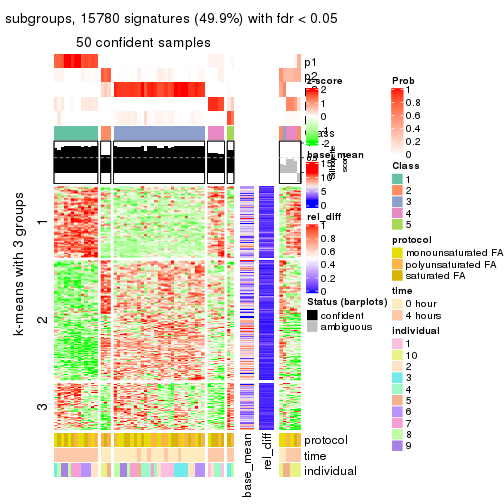 subgroups, 15780 signatures (49.9%) with fdr < 0.05
50 confident samples
p1
p2
z-score
2
1
0
-1
-2
base_mean
15
10
5
0
rel_diff
1
0.8
0.6
0.4
0.2
0
Status (barplots)
confident
ambiguous
Prob
1
0.8
0.6
0.4
0.2
0
Class
1
2
3
4
5
protocol
monounsaturated FA
polyunsaturated FA
saturated FA
time
0 hour
4 hours
individual
1
10
2
3
4
5
6
7
8
9
k-means with 3 groups
1
2
3
protocol
time
individual
base_mean
rel_diff